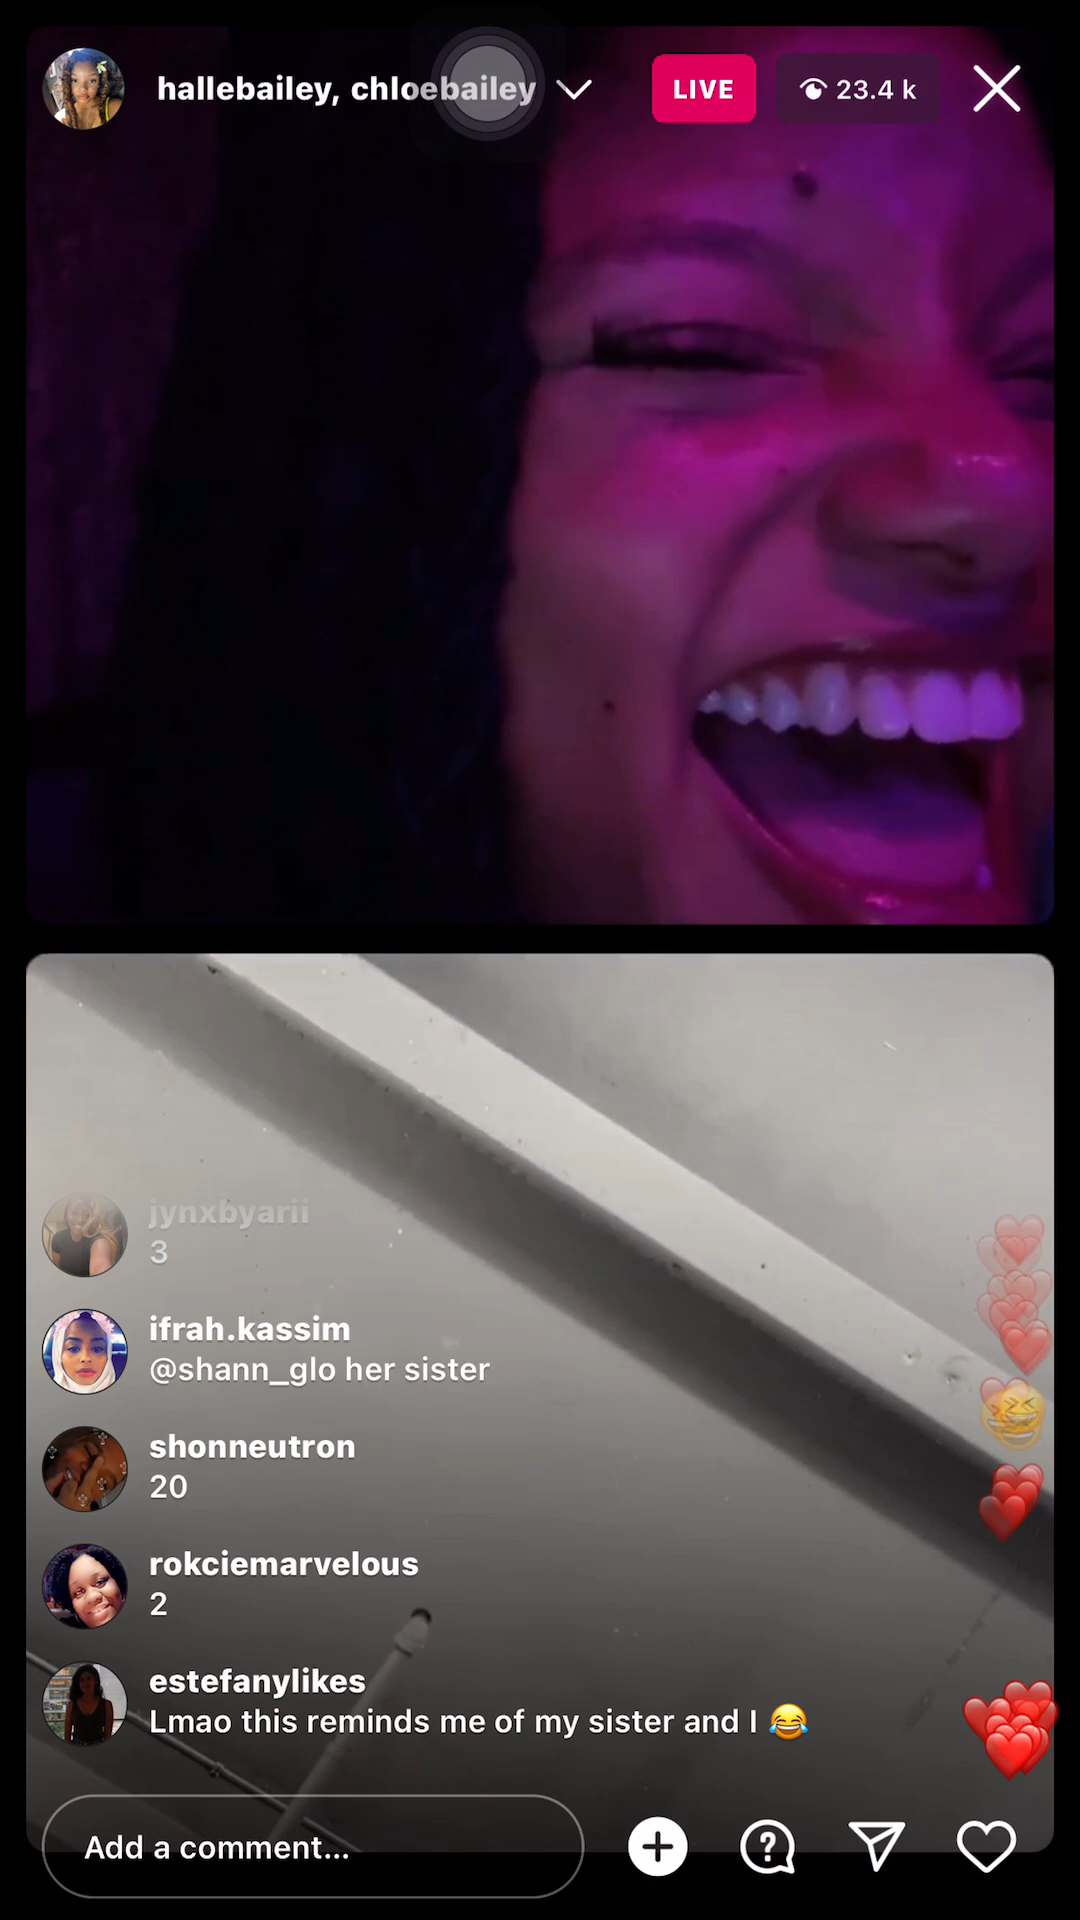 hallebailey, chloebailey
LIVE
23.4 k
jynxbyarii
3
ifrah.kassim
@shann_glo her sister
shonneutron
20
rokciemarvelous
2
estefanylikes
Lmao this reminds me of my sister and I 😂
Add a comment...